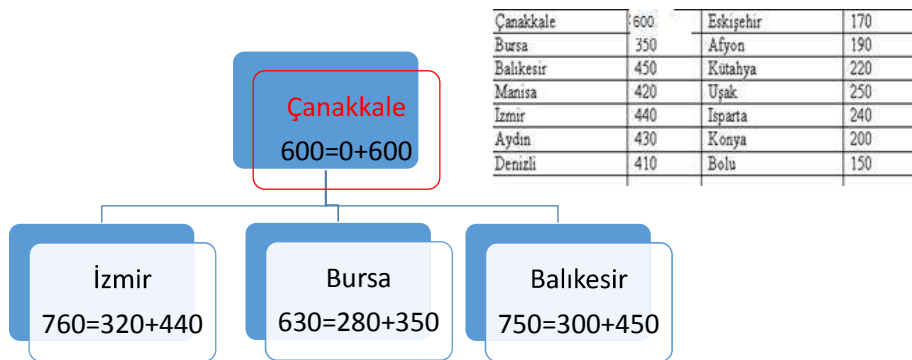 Çanakkale 600 Eskişehir 170
Bursa 350 Afyon 190
Balıkesir 450 Kütahya 220
Manisa 420 Uşak 250
İzmir 440 Isparta 240
Aydın 430 Konya 200
Denizli 410 Bolu 150
Çanakkale
600=0+600
İzmir
760=320+440
Bursa
630=280+350
Balıkesir
750=300+450